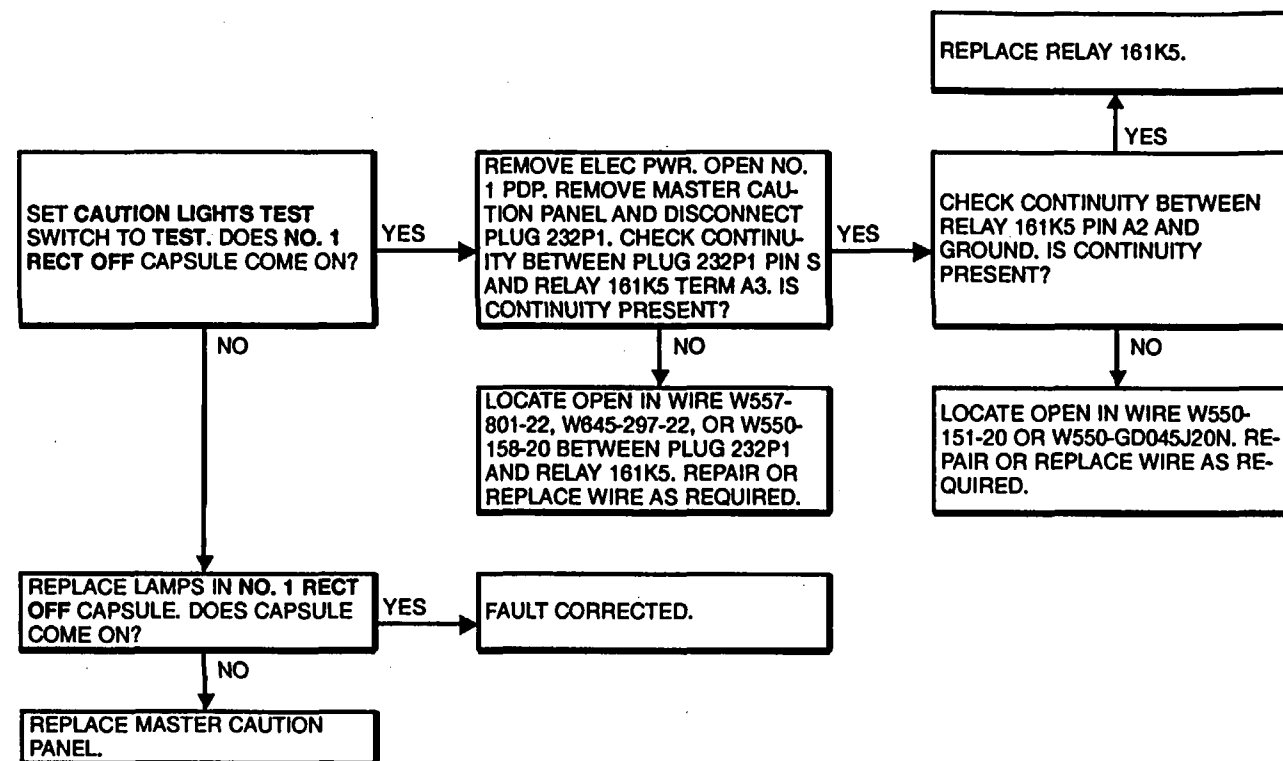 REPLACE RELAY 161K5.
YES
SET CAUTION LIGHTS TEST
SWITCH TO TEST. DOES NO. 1
RECT OFF CAPSULE COME ON?
YES
REMOVE ELEC PWR. OPEN NO.
1 PDP. REMOVE MASTER CAU-
TION PANEL AND DISCONNECT
PLUG 232P1. CHECK CONTINU-
ITY BETWEEN PLUG 232P1 PIN S
AND RELAY 161K5 TERM A3. IS
CONTINUITY PRESENT?
YES
CHECK CONTINUITY BETWEEN
RELAY 161K5 PIN A2 AND
GROUND. IS CONTINUITY
PRESENT?
NO
NO
NO
LOCATE OPEN IN WIRE W557-
801-22, W645-297-22, OR W550-
158-20 BETWEEN PLUG 232P1
AND RELAY 161K5. REPAIR OR
REPLACE WIRE AS REQUIRED.
LOCATE OPEN IN WIRE W550-
151-20 OR W550-GD045J20N. RE-
PAIR OR REPLACE WIRE AS RE-
QUIRED.
REPLACE LAMPS IN NO. 1 RECT
OFF CAPSULE. DOES CAPSULE
COME ON?
YES
FAULT CORRECTED.
NO
REPLACE MASTER CAUTION
PANEL.